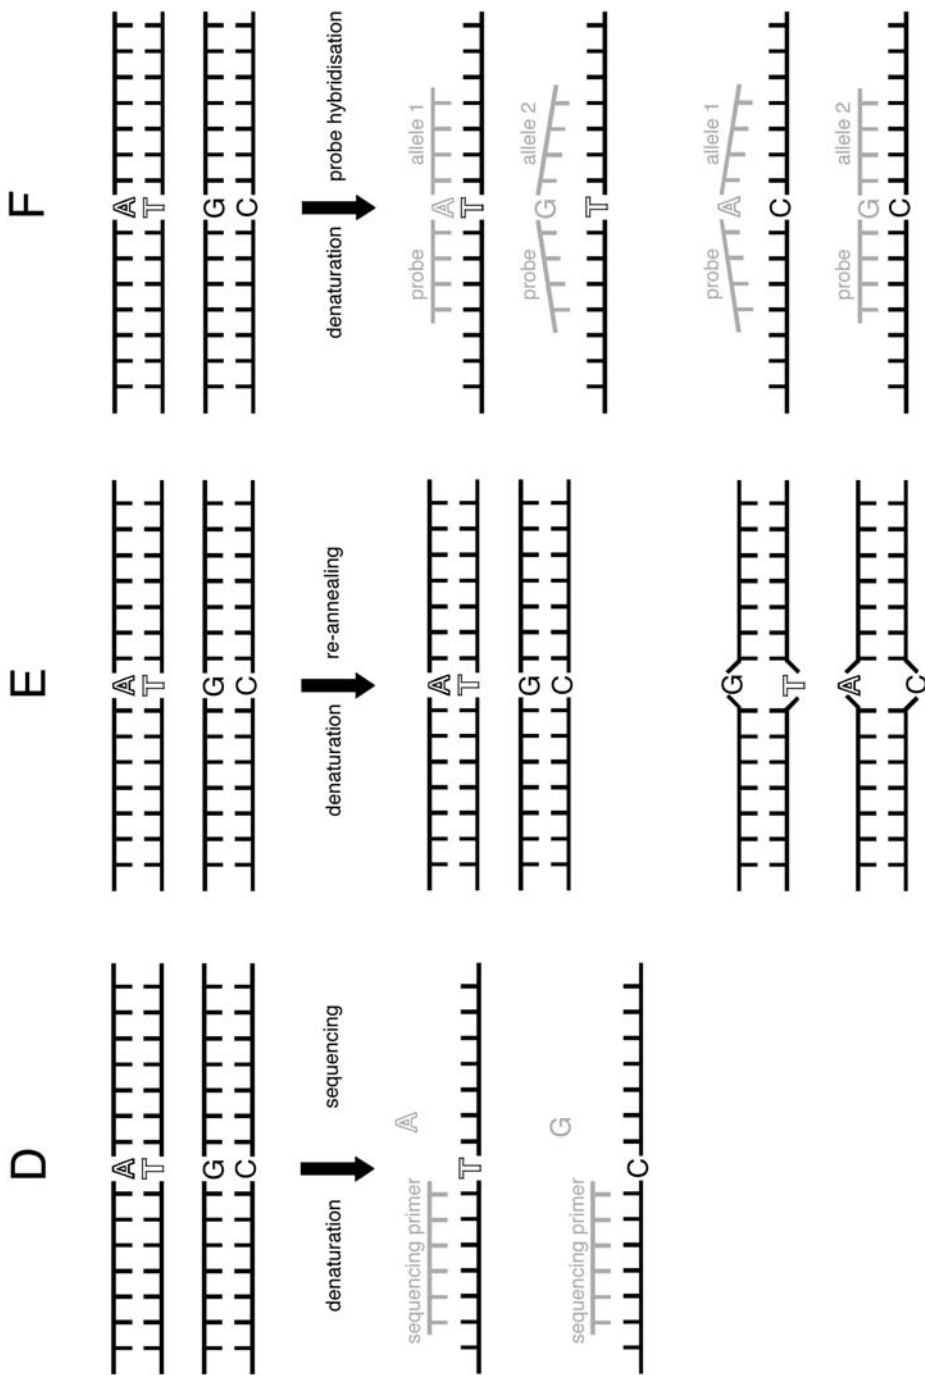 D
A
T
G
C
denaturation sequencing
A
sequencing primer
T
G
sequencing primer
C
E
A
T
G
C
denaturation re-annealing
A
T
G
C
G
T
A
C
F
A
T
G
C
denaturation probe hybridisation
probe A allele 1
T
probe G allele 2
T
probe A allele 1
C
probe G allele 2
C